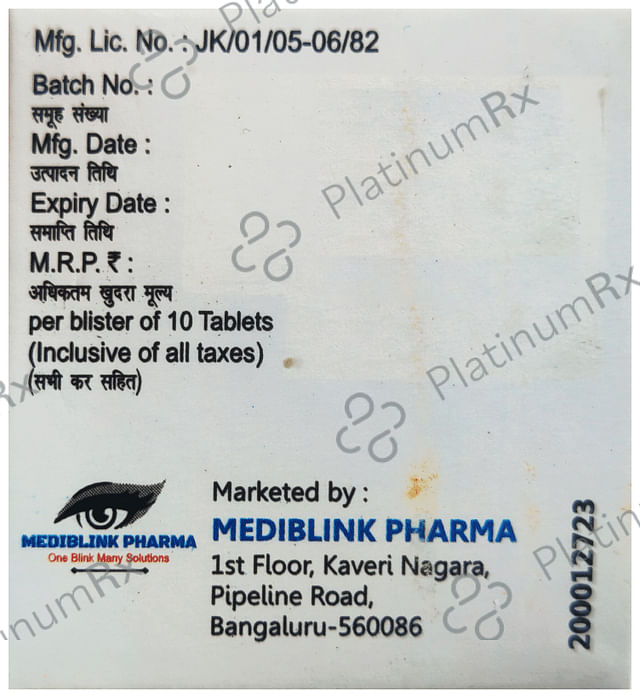 Mfg. Lic. No. : JK/01/05-06/82
Batch No. :
समूह संख्या
Mfg. Date :
उत्पादन तिथि
Expiry Date :
समाप्ति तिथि
M.R.P. ₹ :
अधिकतम खुदरा मूल्य
per blister of 10 Tablets
(Inclusive of all taxes)
(सभी कर सहित)
MEDIBLINK PHARMA
One Blink Many Solutions
Marketed by :
MEDIBLINK PHARMA
1st Floor, Kaveri Nagara,
Pipeline Road,
Bangaluru-560086
200012723
PlatinumRx
PlatinumRx
PlatinumRx